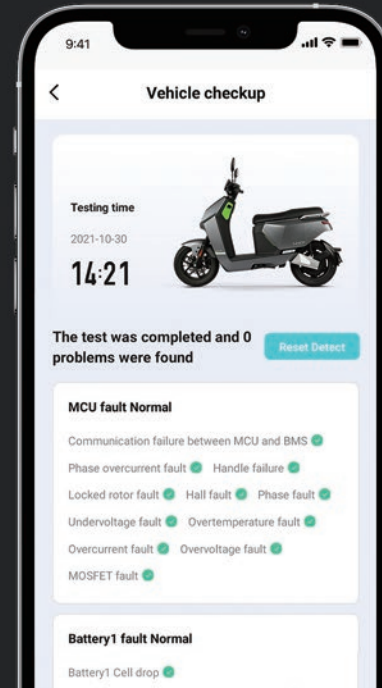 9:41
Vehicle checkup
Testing time
2021-10-30
14:21
The test was completed and 0
problems were found
Reset Detect
MCU fault Normal
Communication failure between MCU and BMS
Phase overcurrent fault Handle failure
Locked rotor fault Hall fault Phase fault
Undervoltage fault Overtemperature fault
Overcurrent fault Overvoltage fault
MOSFET fault
Battery1 fault Normal
Battery1 Cell drop